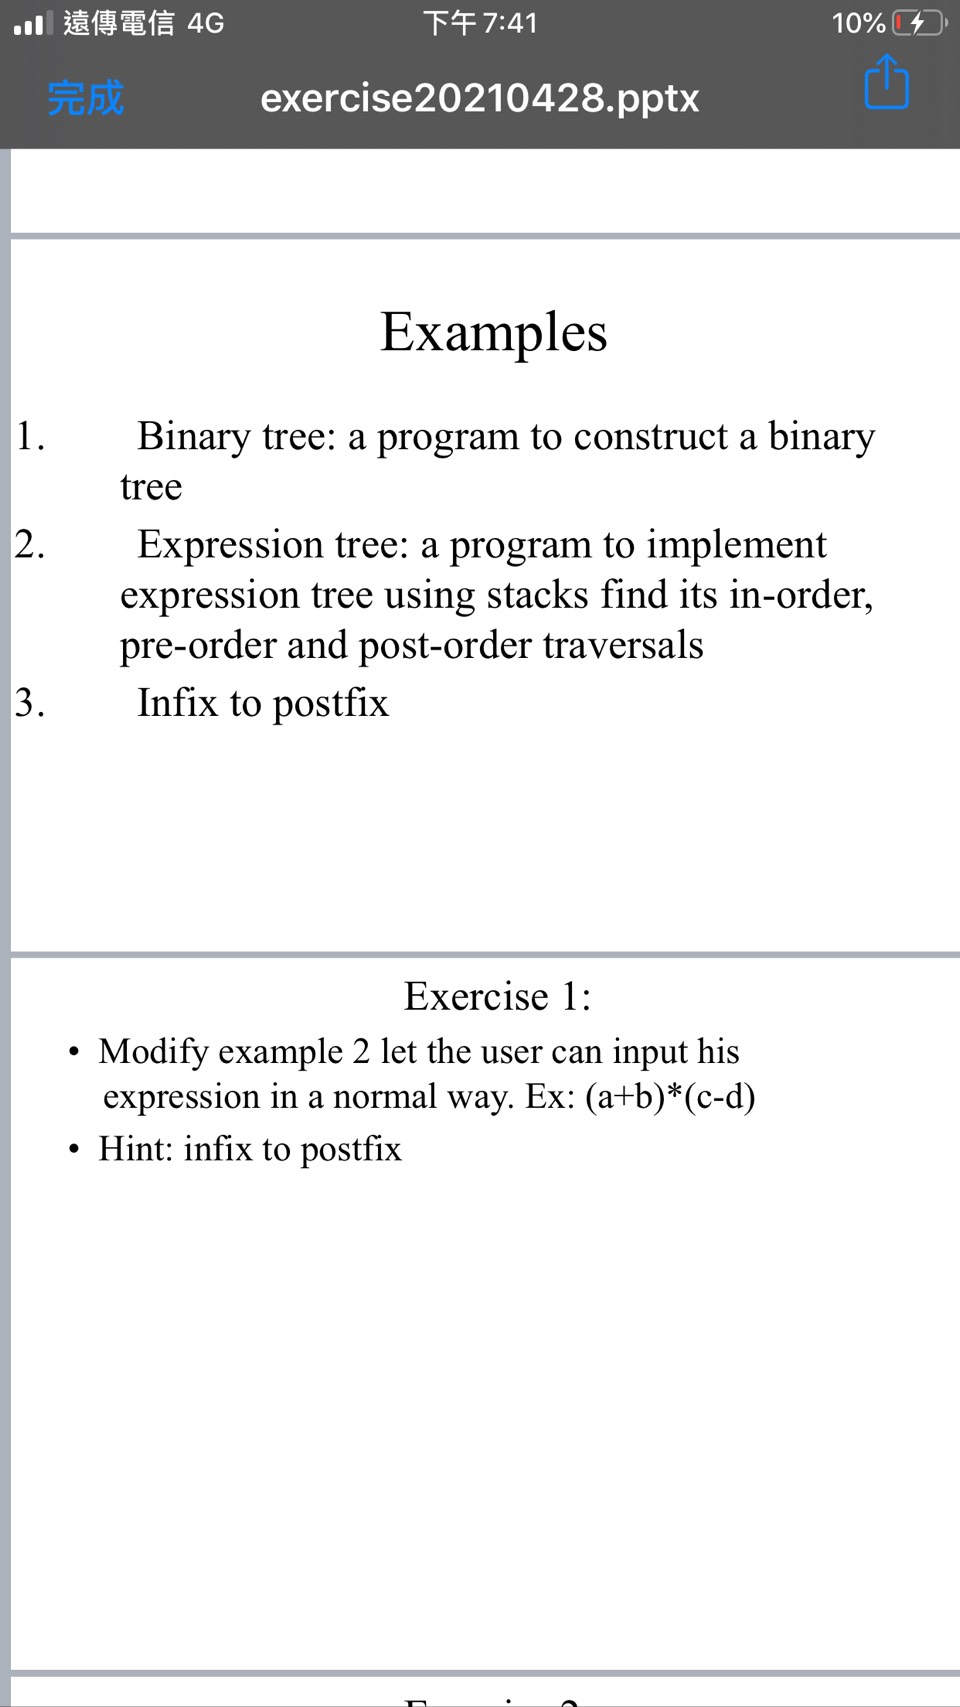 遠傳電信 4G 下午7:41 10%
完成 exercise20210428.pptx
Examples
1. Binary tree: a program to construct a binary
tree
2. Expression tree: a program to implement
expression tree using stacks find its in-order,
pre-order and post-order traversals
3. Infix to postfix
Exercise 1:
• Modify example 2 let the user can input his
expression in a normal way. Ex: (a+b)*(c-d)
• Hint: infix to postfix